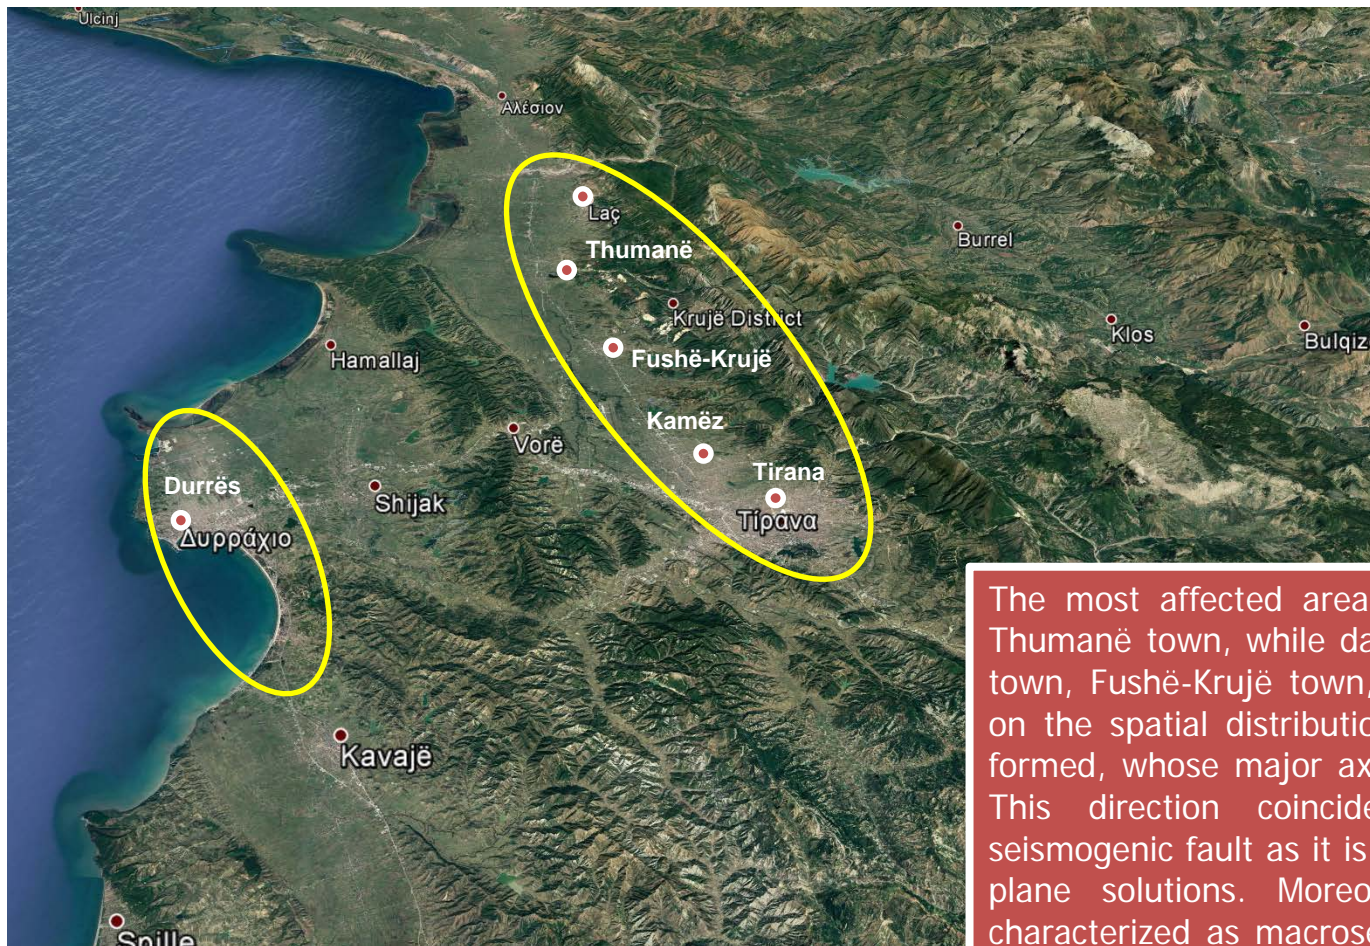 Ulcinj
Αλέσιον
Laç
Thumanë
Burrel
Krujë District
Klos
Bulqiz
Hamallaj
Fushë-Krujë
Kamëz
Vorë
Tirana
Τίρανα
Durrës
Shijak
Δυρράχιο
Kavajë
Spille
The most affected area
Thumanë town, while da
town, Fushë-Krujë town,
on the spatial distributio
formed, whose major ax
This direction coincide
seismogenic fault as it is
plane solutions. Moreo
characterized as macrose